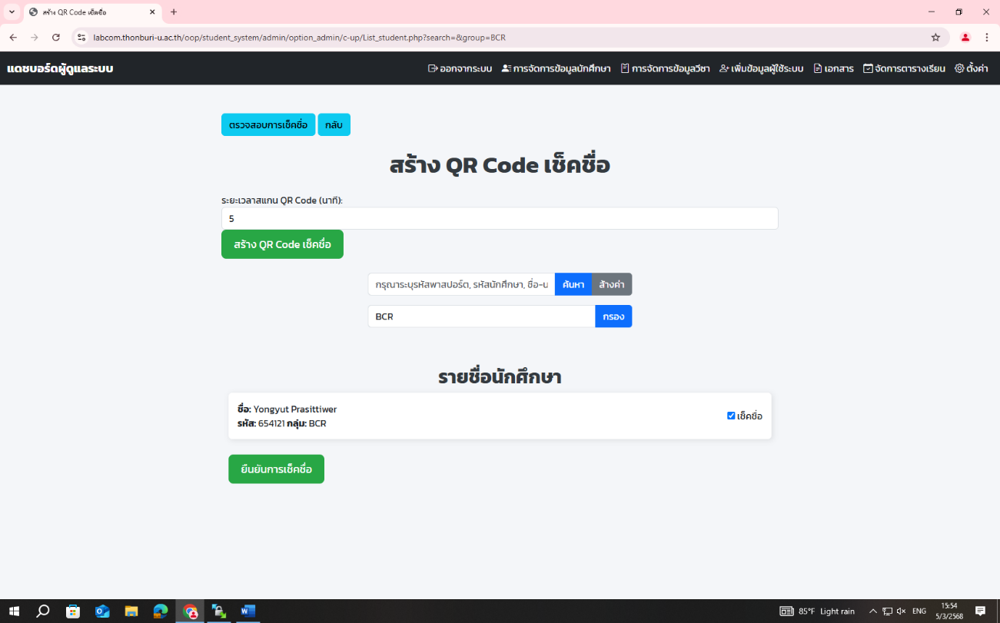 สร้าง QR Code เช็คชื่อ
labcom.thonburi-u.ac.th/oop/student_system/admin/option_admin/c-up/List_student.php?search=&group=BCR
แดชบอร์ดผู้ดูแลระบบ ออกจากระบบ การจัดการข้อมูลนักศึกษา การจัดการข้อมูลวีซา เพิ่มข้อมูลผู้ใช้ระบบ เอกสาร จัดการตารางเรียน ตั้งค่า
ตรวจสอบการเช็คชื่อ กลับ
สร้าง QR Code เช็คชื่อ
ระยะเวลาสแกน QR Code (นาที):
5
สร้าง QR Code เช็คชื่อ
กรุณาระบุรหัสพาสปอร์ต, รหัสนักศึกษา, ชื่อ-น ค้นหา ล้างค่า
BCR กรอง
รายชื่อนักศึกษา
ชื่อ: Yongyut Prasittiwer
รหัส: 654121 กลุ่ม: BCR
เช็คชื่อ
ยืนยันการเช็คชื่อ
85°F Light rain ENG 15:54
5/3/2568